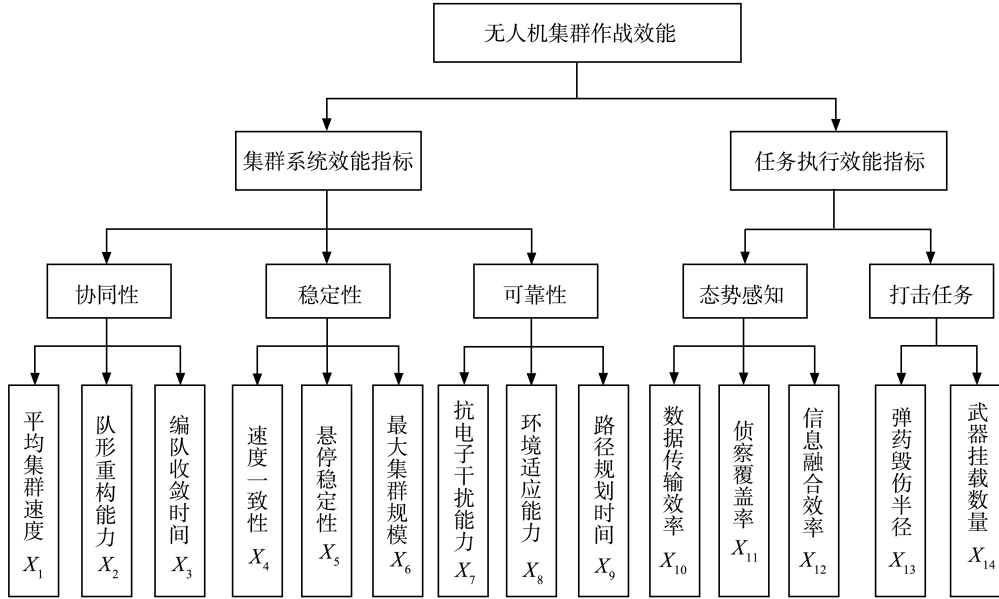 无人机集群作战效能
集群系统效能指标
任务执行效能指标
协同性
稳定性
可靠性
态势感知
打击任务
平均集群速度 X₁
队形重构能力 X₂
编队收敛时间 X₃
速度一致性 X₄
悬停稳定性 X₅
最大集群规模 X₆
抗电子干扰能力 X₇
环境适应能力 X₈
路径规划时间 X₉
数据传输效率 X₁₀
侦察覆盖率 X₁₁
信息融合效率 X₁₂
弹药毁伤半径 X₁₃
武器挂载数量 X₁₄